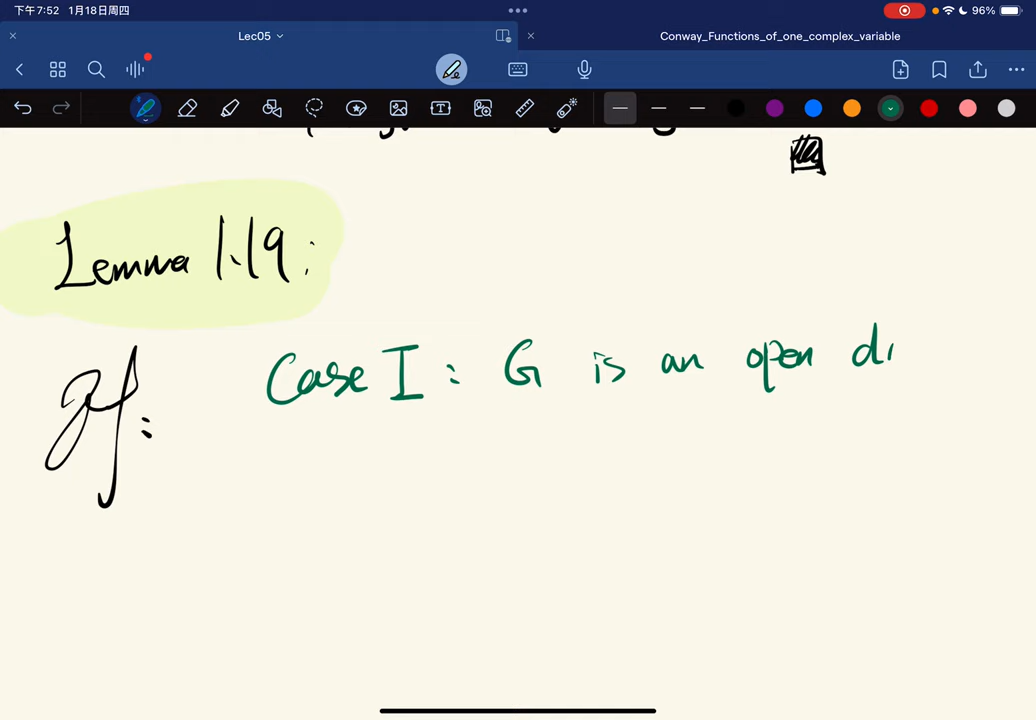 下午7:52 1月18日周四
96%
Lec05
Conway_Functions_of_one_complex_variable
Lemma 1.19:
Case I: G is an open di
pf: